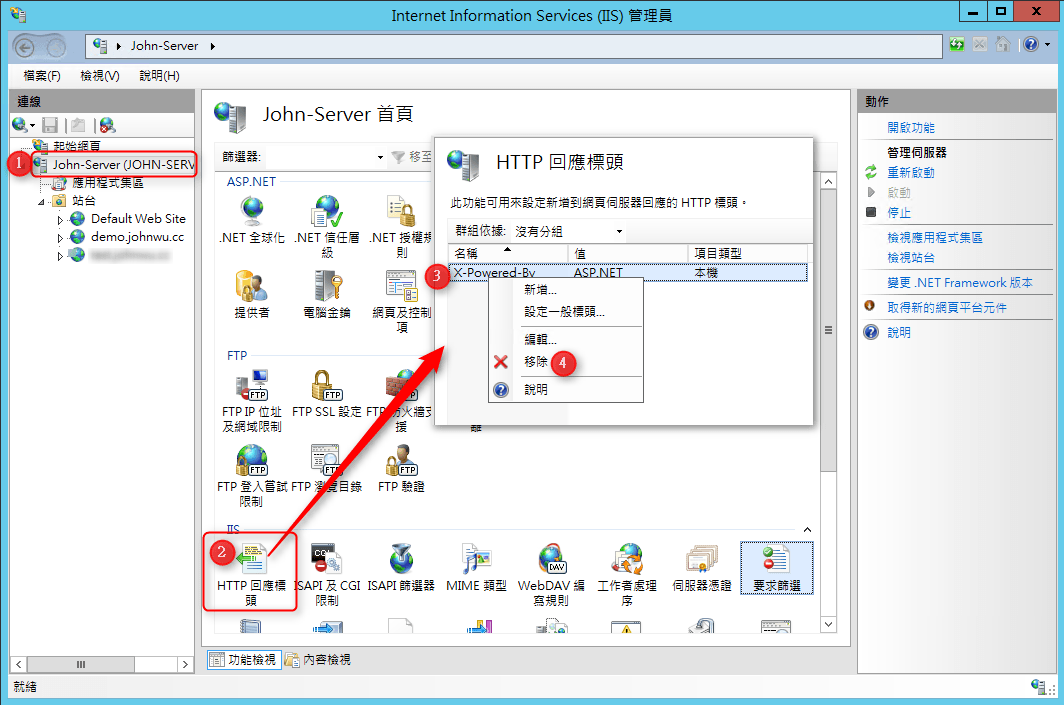 Internet Information Services (IIS) 管理員
John-Server
檔案(F) 檢視(V) 說明(H)
連線
起始網頁
1
John-Server (JOHN-SERV
應用程式集區
站台
Default Web Site
demo.johnwu.cc
John-Server 首頁
篩選器:
移至
ASP.NET
.NET 全球化
.NET 信任層
級
.NET 授權規
則
提供者
電腦金鑰
網頁及控制
項
FTP
FTP IP 位址
及網域限制
FTP SSL 設定
FTP 防火牆支
援
離
FTP 登入嘗試
限制
FTP 瀏覽目錄
FTP 驗證
IIS
2
HTTP 回應標
頭
ISAPI 及 CGI
限制
ISAPI 篩選器
MIME 類型
WebDAV 編
寫規則
工作者處理
序
伺服器憑證
要求篩選
功能檢視
內容檢視
HTTP 回應標頭
此功能可用來設定新增到網頁伺服器回應的 HTTP 標頭。
群組依據: 沒有分組
名稱 值 項目類型
3
X-Powered-By ASP.NET 本機
新增...
設定一般標頭...
編輯...
移除
4
說明
動作
開啟功能
管理伺服器
重新啟動
啟動
停止
檢視應用程式集區
檢視站台
變更 .NET Framework 版本
取得新的網頁平台元件
說明
就緒